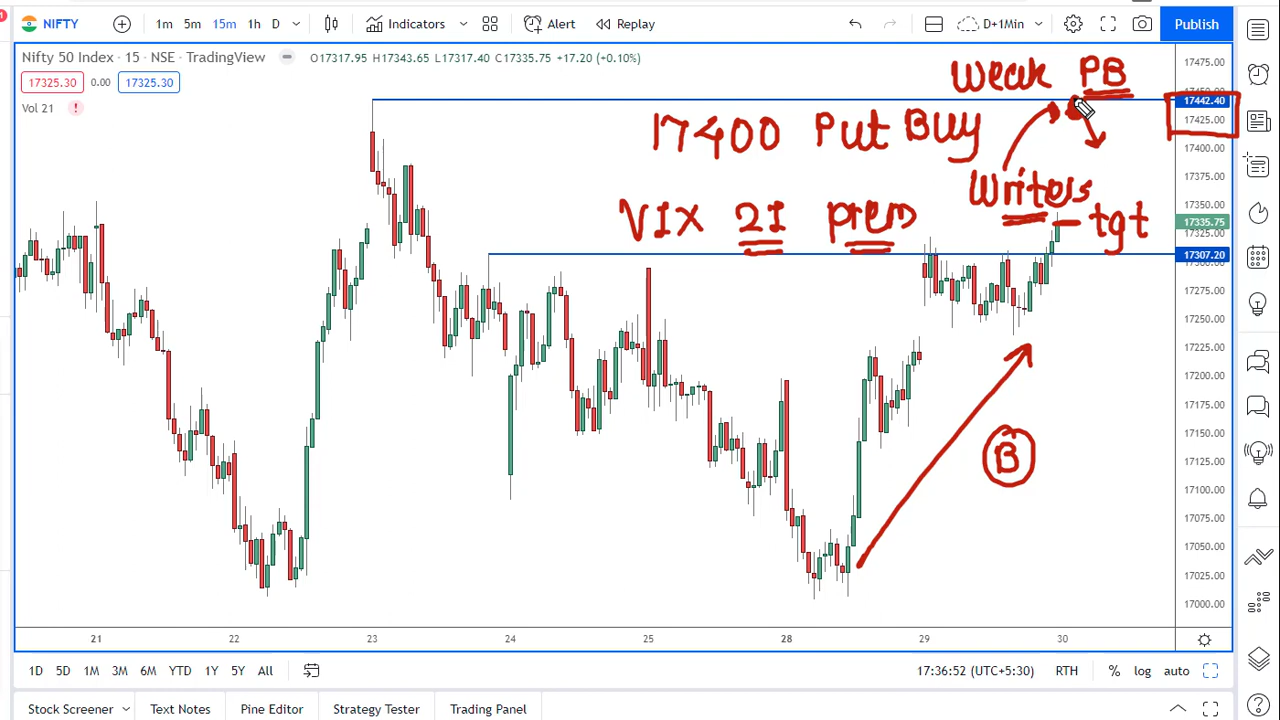 NIFTY 1m 5m 15m 1h D Indicators Alert Replay D+1Min Publish
Nifty 50 Index · 15 · NSE · TradingView O17317.95 H17343.65 L17317.40 C17335.75 +17.20 (+0.10%)
17325.30 0.00 17325.30
Vol 21
Weak PB
17400 Put Buy
Writers
VIX 21 prem
tgt
B
17475.00
17442.40
17425.00
17400.00
17375.00
17350.00
17335.75
17325.00
17307.20
17275.00
17250.00
17225.00
17200.00
17175.00
17150.00
17125.00
17100.00
17075.00
17050.00
17025.00
17000.00
21 22 23 24 25 28 29 30
1D 5D 1M 3M 6M YTD 1Y 5Y All 17:36:52 (UTC+5:30) RTH % log auto
Stock Screener Text Notes Pine Editor Strategy Tester Trading Panel